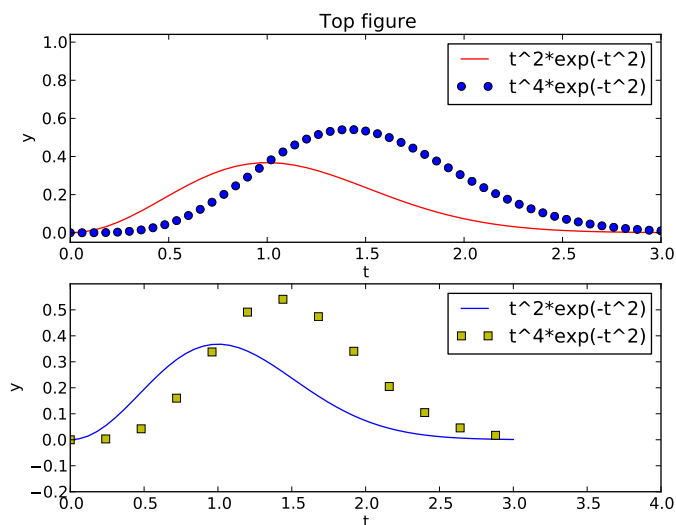 Top figure
1.0
0.8
0.6
0.4
0.2
0.0
y
t^2*exp(-t^2)
t^4*exp(-t^2)
0.0 0.5 1.0 1.5 2.0 2.5 3.0
t
0.5
0.4
0.3
0.2
0.1
0.0
−0.1
−0.2
y
t^2*exp(-t^2)
t^4*exp(-t^2)
0.0 0.5 1.0 1.5 2.0 2.5 3.0 3.5 4.0
t